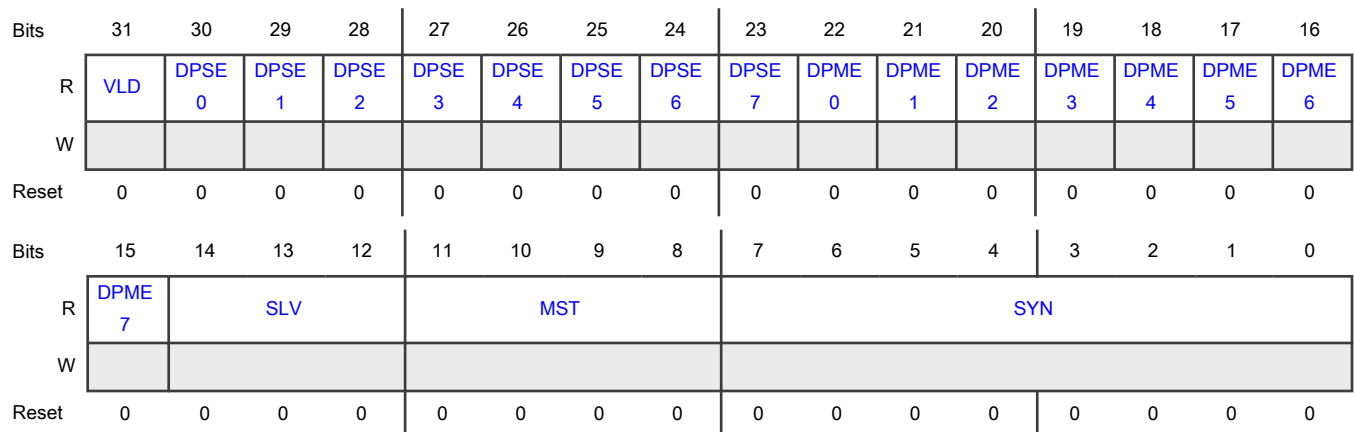 Bits 31 30 29 28 27 26 25 24 23 22 21 20 19 18 17 16
R VLD DPSE 0 DPSE 1 DPSE 2 DPSE 3 DPSE 4 DPSE 5 DPSE 6 DPSE 7 DPME 0 DPME 1 DPME 2 DPME 3 DPME 4 DPME 5 DPME 6
W
Reset 0 0 0 0 0 0 0 0 0 0 0 0 0 0 0 0
Bits 15 14 13 12 11 10 9 8 7 6 5 4 3 2 1 0
R DPME 7 SLV MST SYN
W
Reset 0 0 0 0 0 0 0 0 0 0 0 0 0 0 0 0